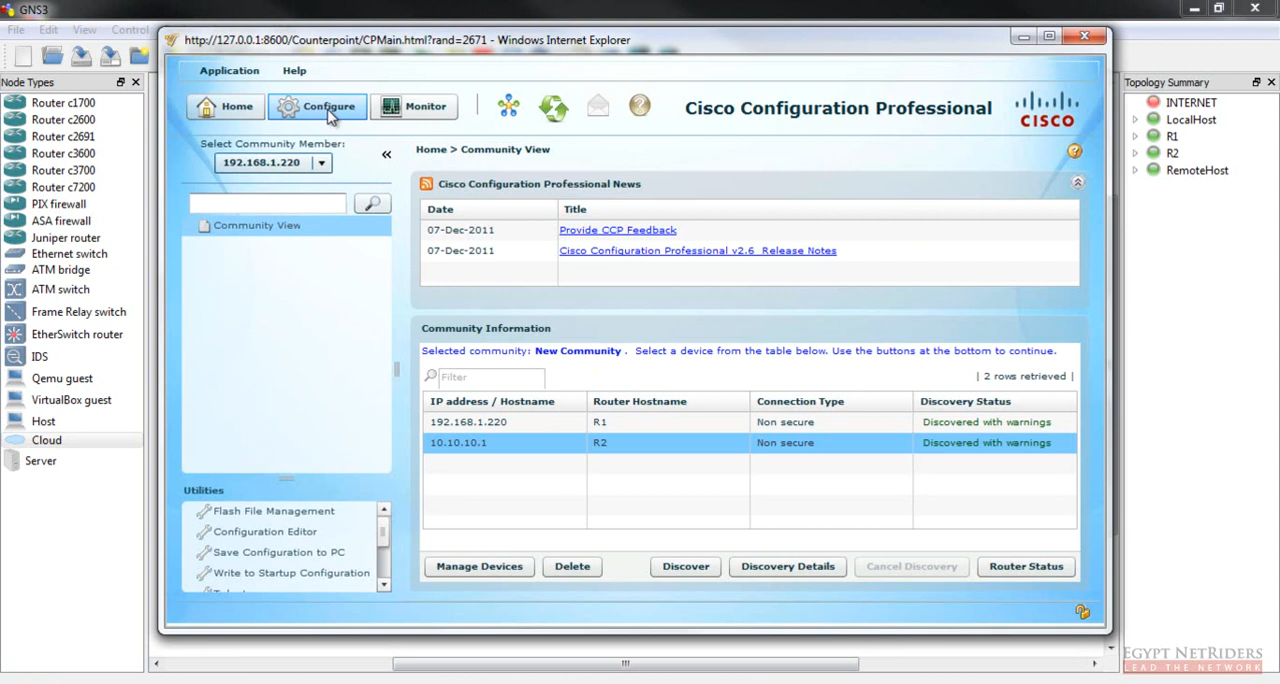 GNS3
File Edit View Control
Node Types
Router c1700
Router c2600
Router c2691
Router c3600
Router c3700
Router c7200
PIX firewall
ASA firewall
Juniper router
Ethernet switch
ATM bridge
ATM switch
Frame Relay switch
EtherSwitch router
IDS
Qemu guest
VirtualBox guest
Host
Cloud
Server
http://127.0.0.1:8600/Counterpoint/CPMain.html?rand=2671 - Windows Internet Explorer
Application Help
Home Configure Monitor
Cisco Configuration Professional
CISCO
Select Community Member:
192.168.1.220
Community View
Utilities
Flash File Management
Configuration Editor
Save Configuration to PC
Write to Startup Configuration
Home > Community View
Cisco Configuration Professional News
Date Title
07-Dec-2011 Provide CCP Feedback
07-Dec-2011 Cisco Configuration Professional v2.6 Release Notes
Community Information
Selected community: New Community . Select a device from the table below. Use the buttons at the bottom to continue.
Filter
| 2 rows retrieved |
IP address / Hostname Router Hostname Connection Type Discovery Status
192.168.1.220 R1 Non secure Discovered with warnings
10.10.10.1 R2 Non secure Discovered with warnings
Manage Devices Delete Discover Discovery Details Cancel Discovery Router Status
Topology Summary
INTERNET
LocalHost
R1
R2
RemoteHost
EGYPT NETRIDERS
LEAD THE NETWORK